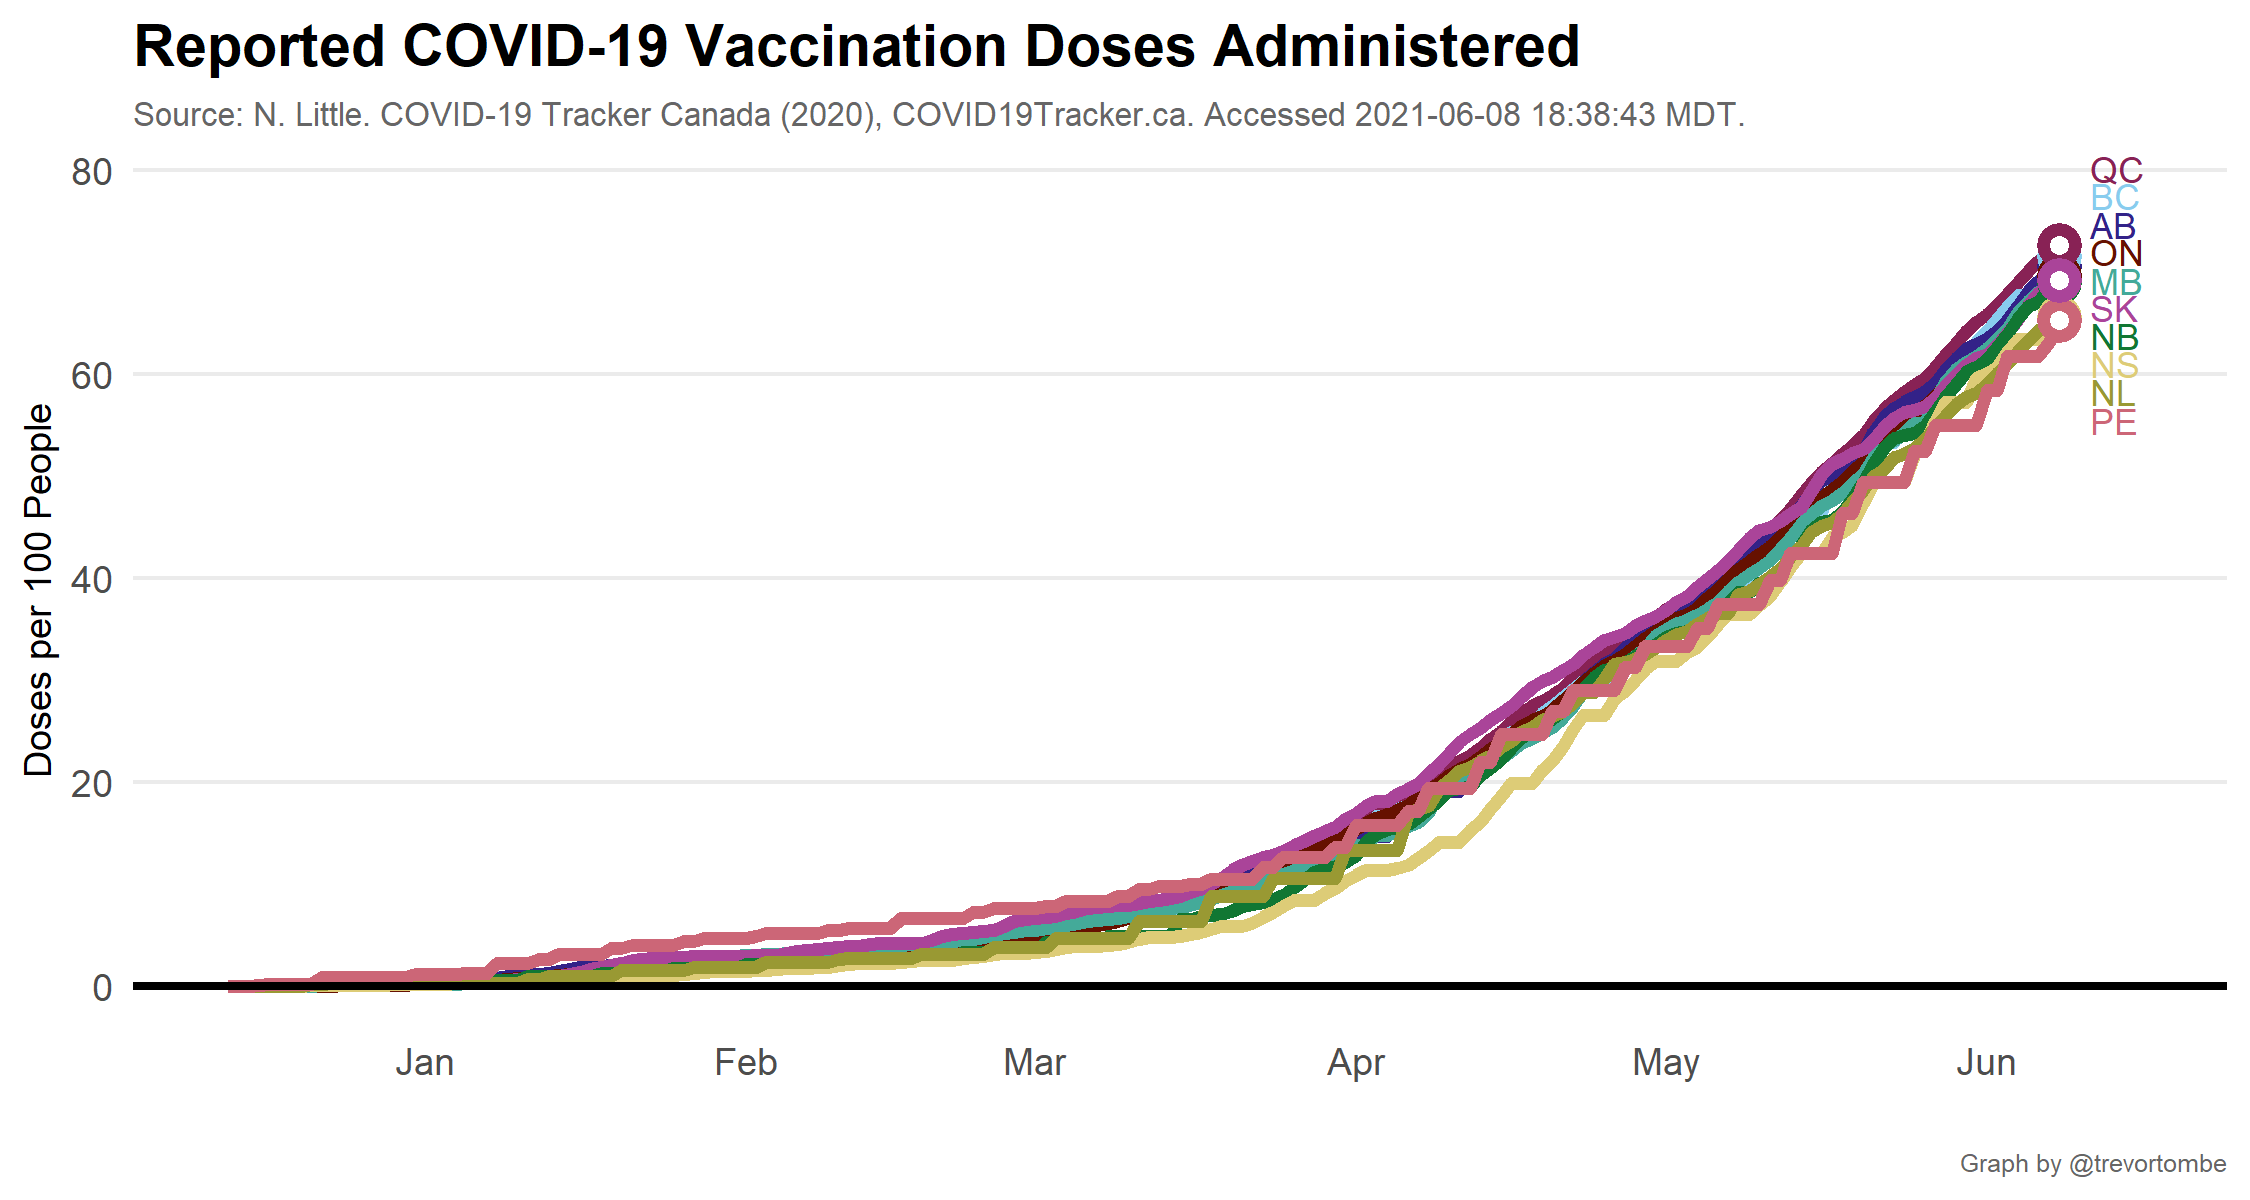 Reported COVID-19 Vaccination Doses Administered
Source: N. Little. COVID-19 Tracker Canada (2020), COVID19Tracker.ca. Accessed 2021-06-08 18:38:43 MDT.
Doses per 100 People
80
60
40
20
0
QC
BC
AB
ON
MB
SK
NB
NS
NL
PE
Jan
Feb
Mar
Apr
May
Jun
Graph by @trevortombe